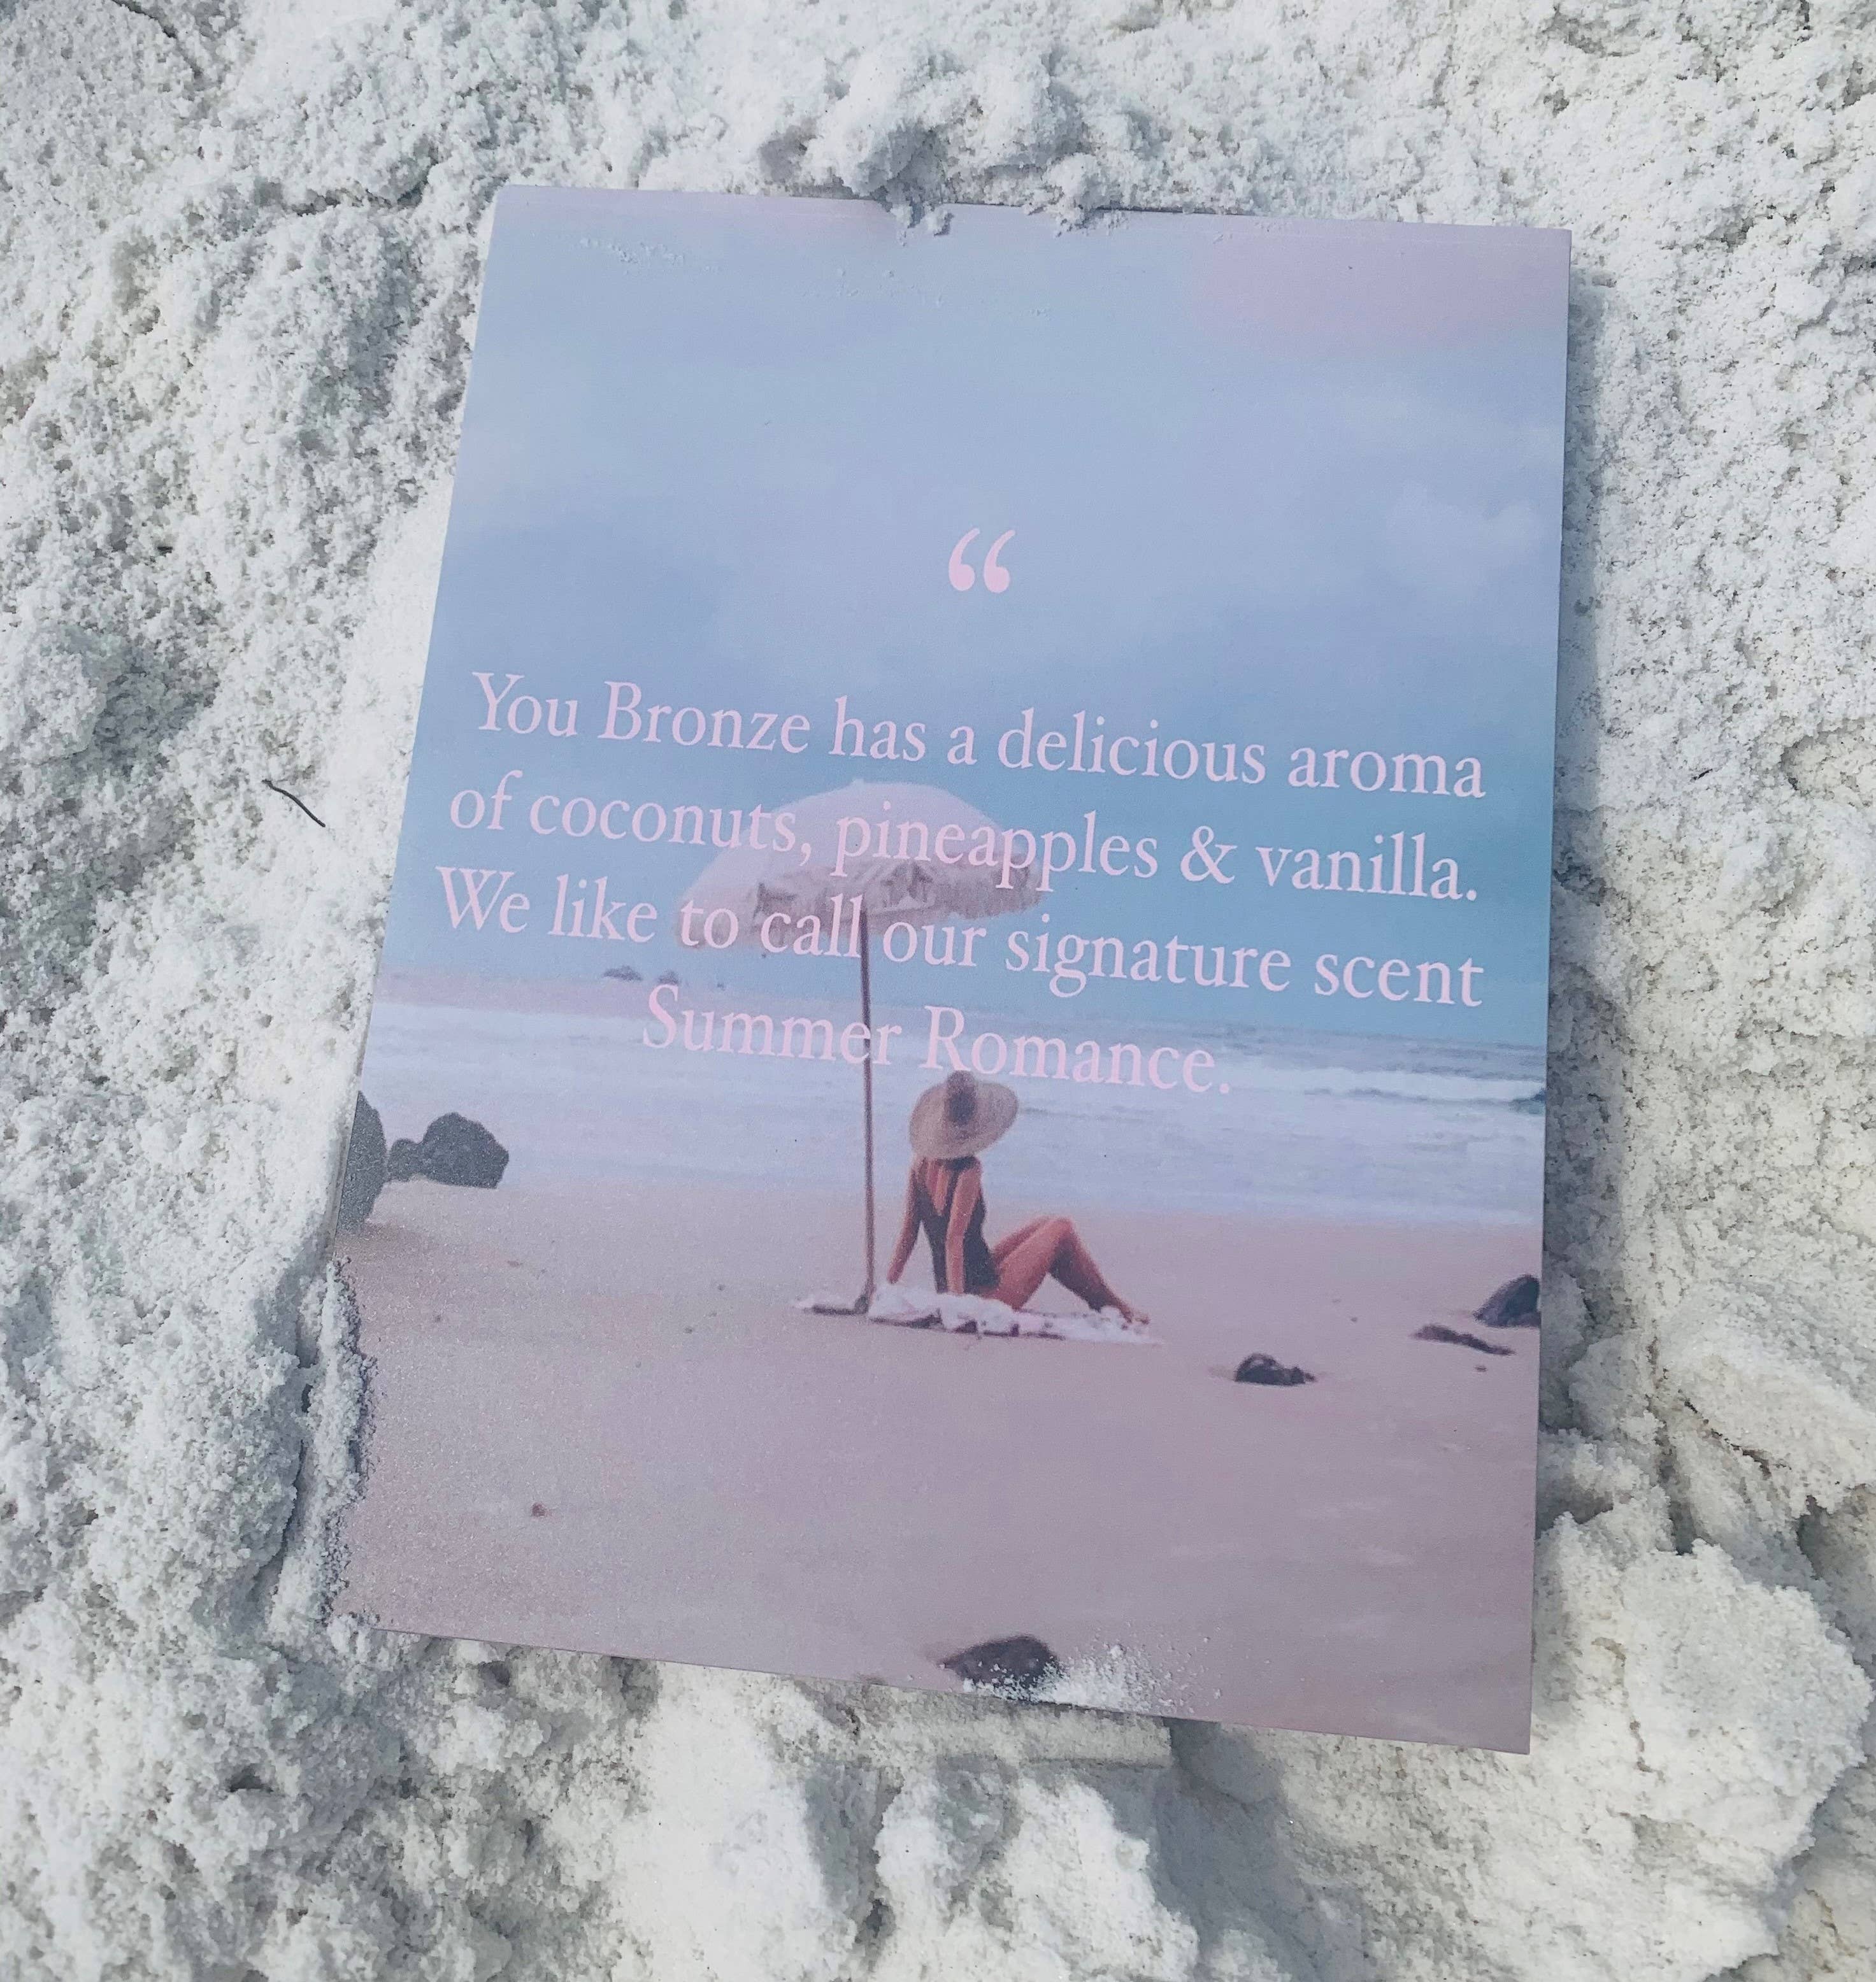 “
You Bronze has a delicious aroma
of coconuts, pineapples & vanilla.
We like to call our signature scent
Summer Romance.